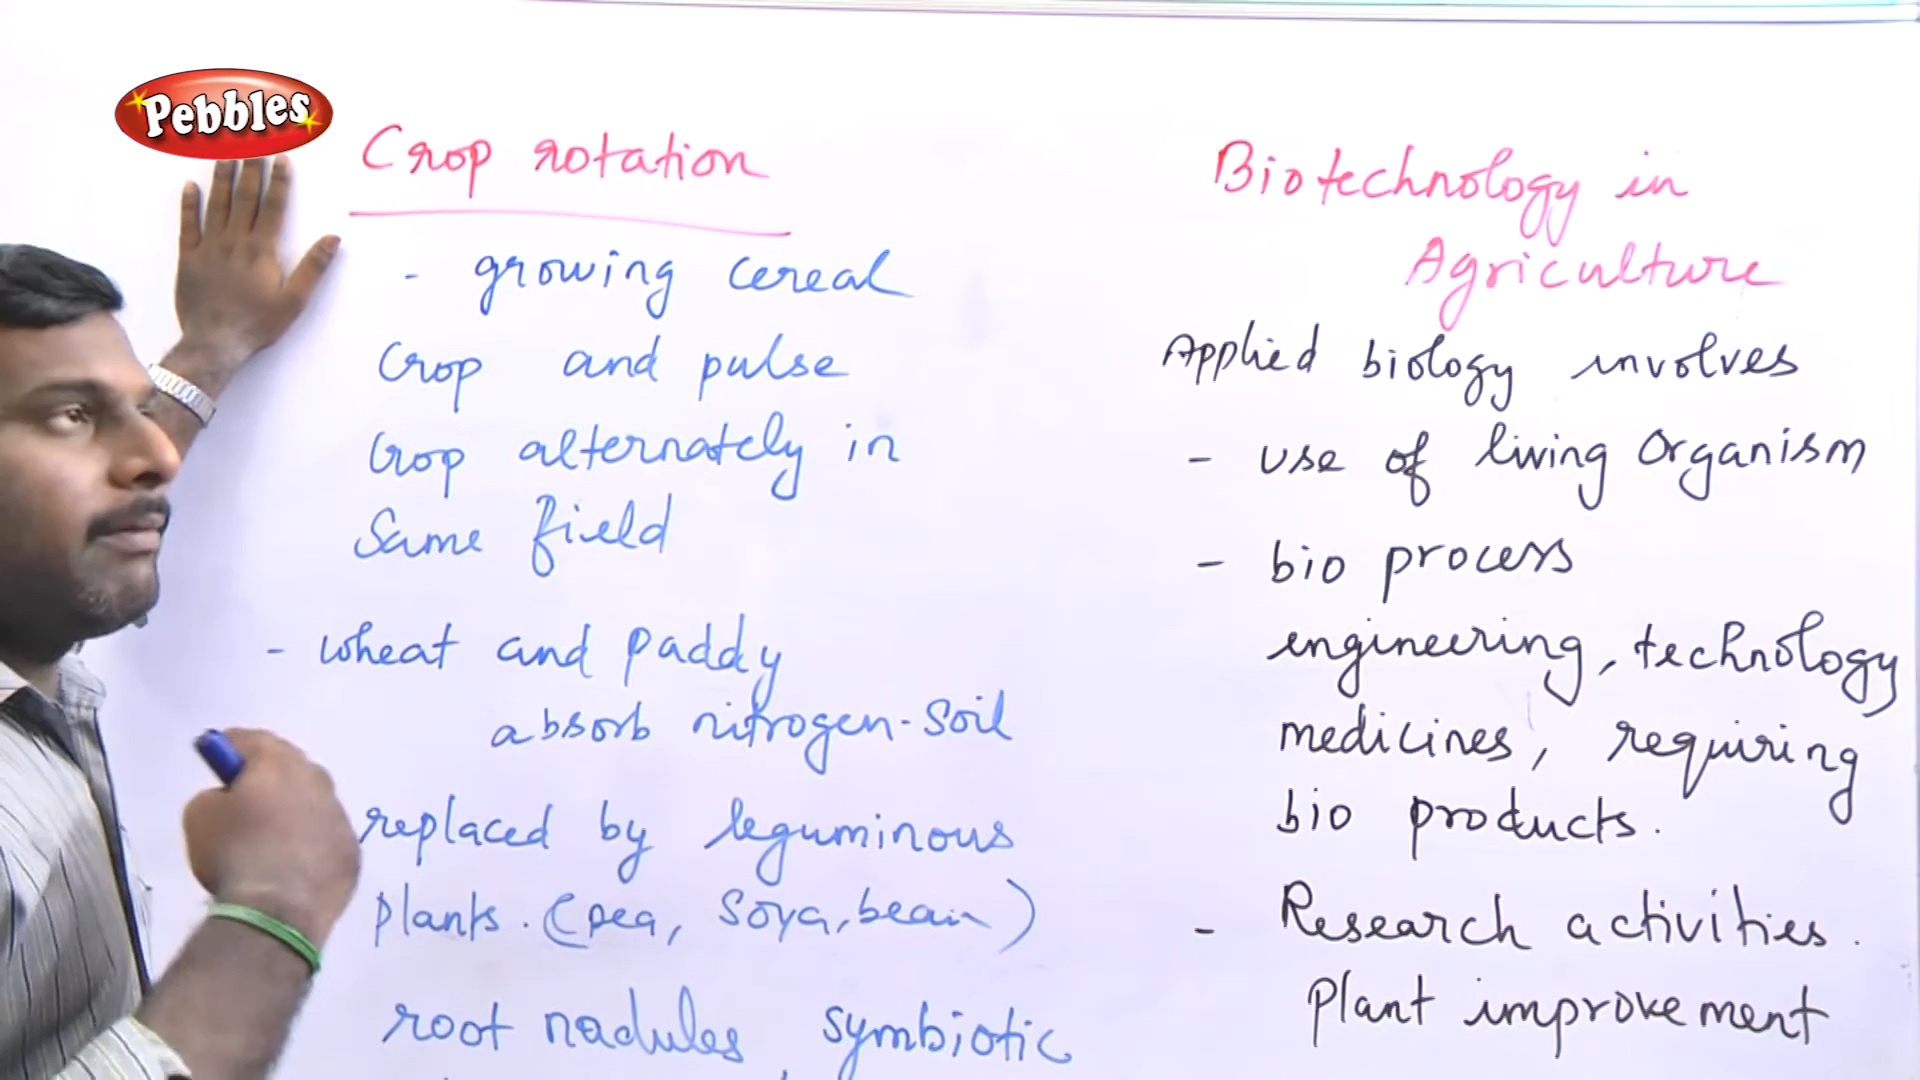 Pebbles
Crop rotation
- growing cereal
Crop and pulse
Crop alternately in
Same field
- wheat and paddy
absorb nitrogen-soil
replaced by leguminous
plants. (pea, Soya, bean)
root nadules symbiotic
Biotechnology in
Agriculture
Applied biology involves
- use of living organism
- bio process
engineering, technology
medicines, requiring
bio products.
- Research activities.
Plant improvement